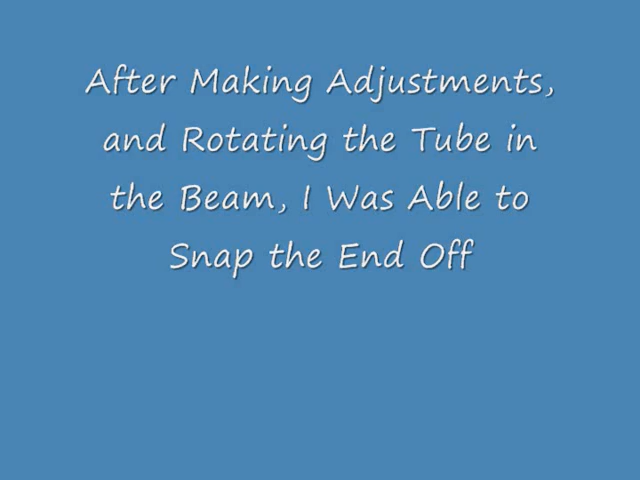 After Making Adjustments,
and Rotating the Tube in
the Beam, I Was Able to
Snap the End Off